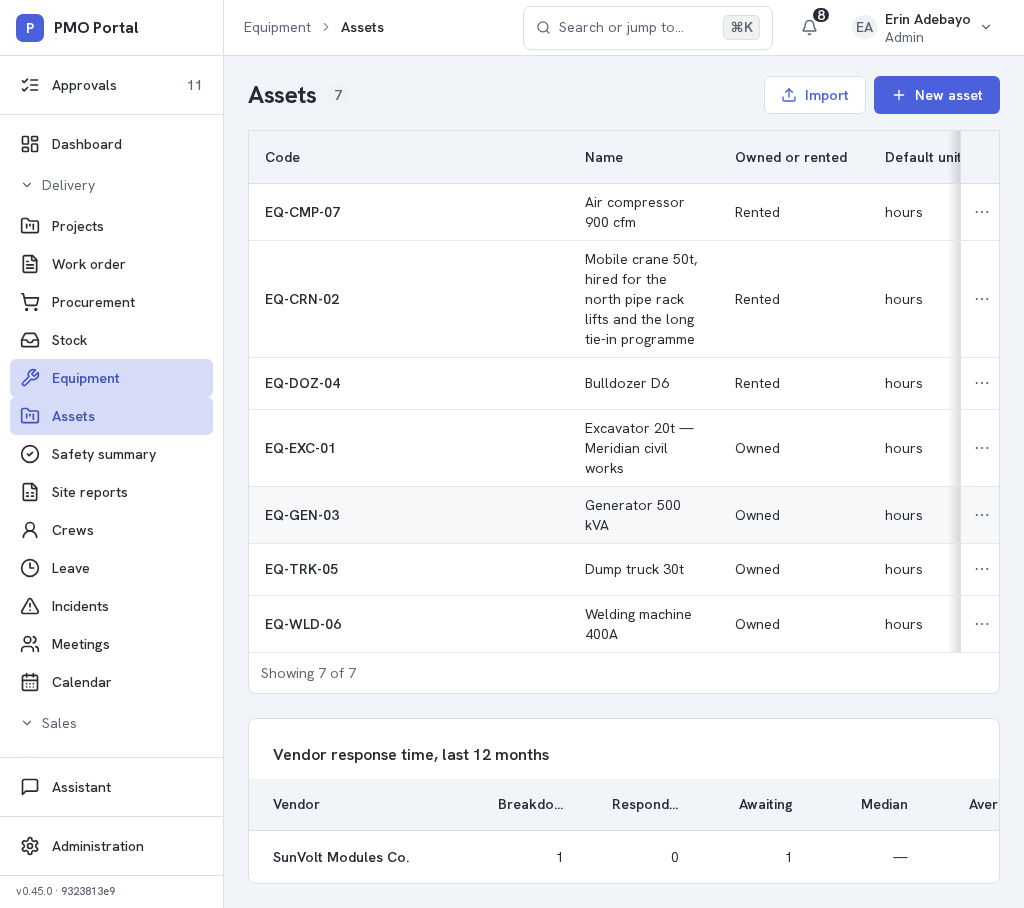 P PMO Portal
Equipment > Assets
Search or jump to... ⌘K
8
EA Erin Adebayo
Admin
Approvals 11
Dashboard
Delivery
Projects
Work order
Procurement
Stock
Equipment
Assets
Safety summary
Site reports
Crews
Leave
Incidents
Meetings
Calendar
Sales
Assistant
Administration
v0.45.0 · 9323813e9
Assets 7
Import
+ New asset
Code Name Owned or rented Default unit
EQ-CMP-07 Air compressor Rented hours ...
900 cfm
EQ-CRN-02 Mobile crane 50t, Rented hours ...
hired for the
north pipe rack
lifts and the long
tie-in programme
EQ-DOZ-04 Bulldozer D6 Rented hours ...
EQ-EXC-01 Excavator 20t — Owned hours ...
Meridian civil
works
EQ-GEN-03 Generator 500 Owned hours ...
kVA
EQ-TRK-05 Dump truck 30t Owned hours ...
EQ-WLD-06 Welding machine Owned hours ...
400A
Showing 7 of 7
Vendor response time, last 12 months
Vendor Breakdo... Respond... Awaiting Median Aver
SunVolt Modules Co. 1 0 1 —